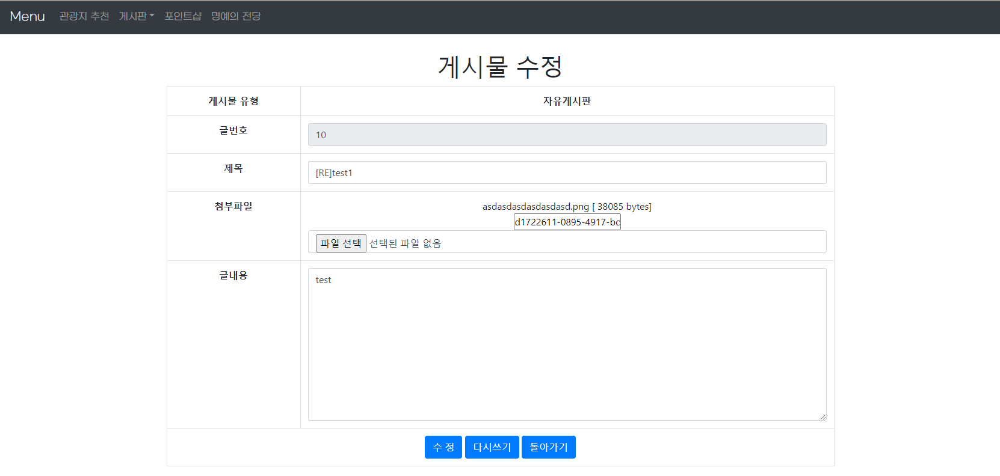 Menu 관광지 추천 게시판 포인트샵 명예의 전당
게시물 수정
게시물 유형 자유게시판
글번호 10
제목 [RE]test1
첨부파일 asdasdasdasdasdasd.png [ 38085 bytes]
d1722611-0895-4917-bc
파일 선택 선택된 파일 없음
글내용 test
수 정 다시쓰기 돌아가기